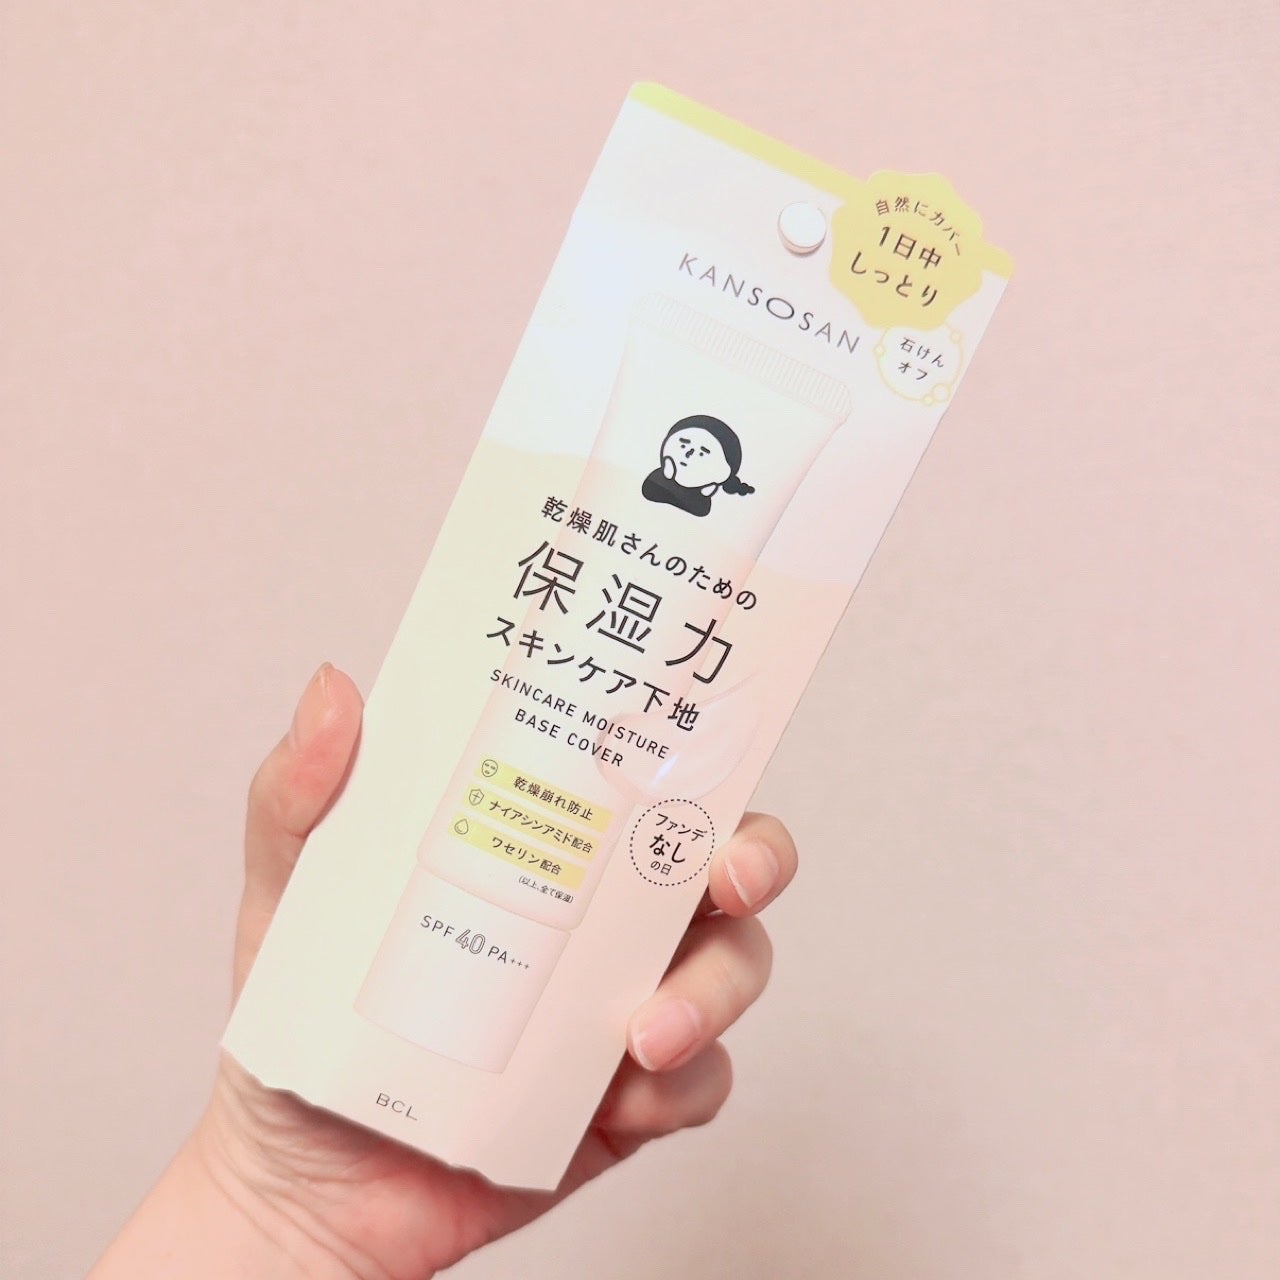 自然にカバー
1日中
しっとり
KANSOSAN
石けん
オフ
乾燥肌さんのための
保湿力
スキンケア下地
SKINCARE MOISTURE
BASE COVER
乾燥崩れ防止
ナイアシンアミド配合
ワセリン配合
(以上、全て保湿)
ファンデ
なし
の日
SPF 40 PA+++
BCL